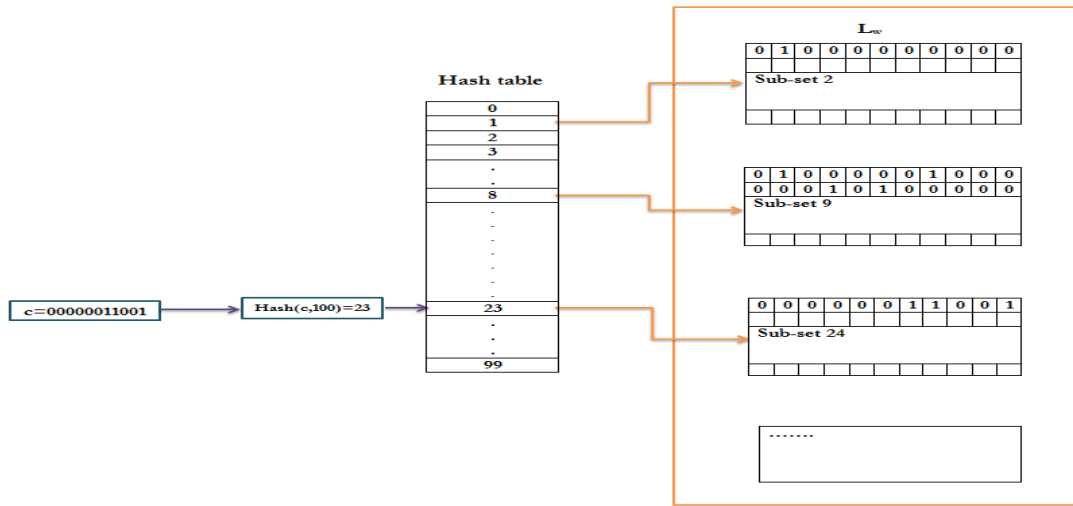 c=00000011001
Hash(c,100)=23
Hash table
0
1
2
3
.
.
8
.
.
.
.
.
.
23
.
.
.
99
L_w
0 1 0 0 0 0 0 0 0 0 0
Sub-set 2
0 1 0 0 0 0 0 1 0 0 0
0 0 0 1 0 1 0 0 0 0 0
Sub-set 9
0 0 0 0 0 0 1 1 0 0 1
Sub-set 24
.......